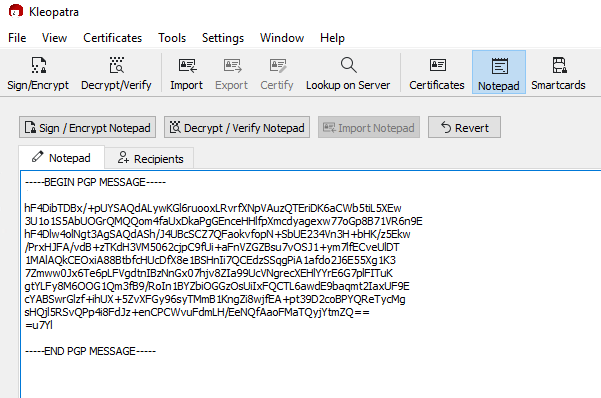 Kleopatra
File View Certificates Tools Settings Window Help
Sign/Encrypt Decrypt/Verify Import Export Certify Lookup on Server Certificates Notepad Smartcards
Sign / Encrypt Notepad Decrypt / Verify Notepad Import Notepad Revert
Notepad Recipients
-----BEGIN PGP MESSAGE-----
hF4DibTDBx/+pUYSAQdALywKGl6ruooxLRvrfXNpVAuzQTEriDK6aCWb5tiL5XEw
3U1o1S5AbUOGrQMQQom4faUxDkaPgGEnceHHlfpXmcdyagexw77oGp8B71VR6n9E
hF4Dlw4olNgt3AgSAQdASh/J4UBcSCZ7QFaokvfopN+SbUE234Vn3H+bHK/z5Ekw
/PrxHJFA/vdB+zTKdH3VM5062cjpC9fUi+aFnVZGZBsu7vOSJ1+ym7lfECveUlDT
1MAlAQkCEOxiA88BtbfcHUcDfX8e1BSHnIi7QCEdzSSqgPiA1afdo2J6E55Xg1K3
7Zmww0Jx6Te6pLFVgdtnIBzNnGx07hjv8ZIa99UcVNgrecXEHlYYrE6G7plFITuK
gtYLFy8M6OOG1Qm3fB9/RoIn1BYZbiOGGzOsUiIxFQCTL6awdE9baqmt2IaxUF9E
cYABSwrGlzf+ihUX+5ZvXFGy96syTMmB1KngZi8wjfEA+pt39D2coBPYQReTycMg
sHQjl5RSvQPp4i8FdJz+enCPCWvuFdmLH/EeNQfAaoFMaTQyjYtmZQ==
=u7Yl
-----END PGP MESSAGE-----